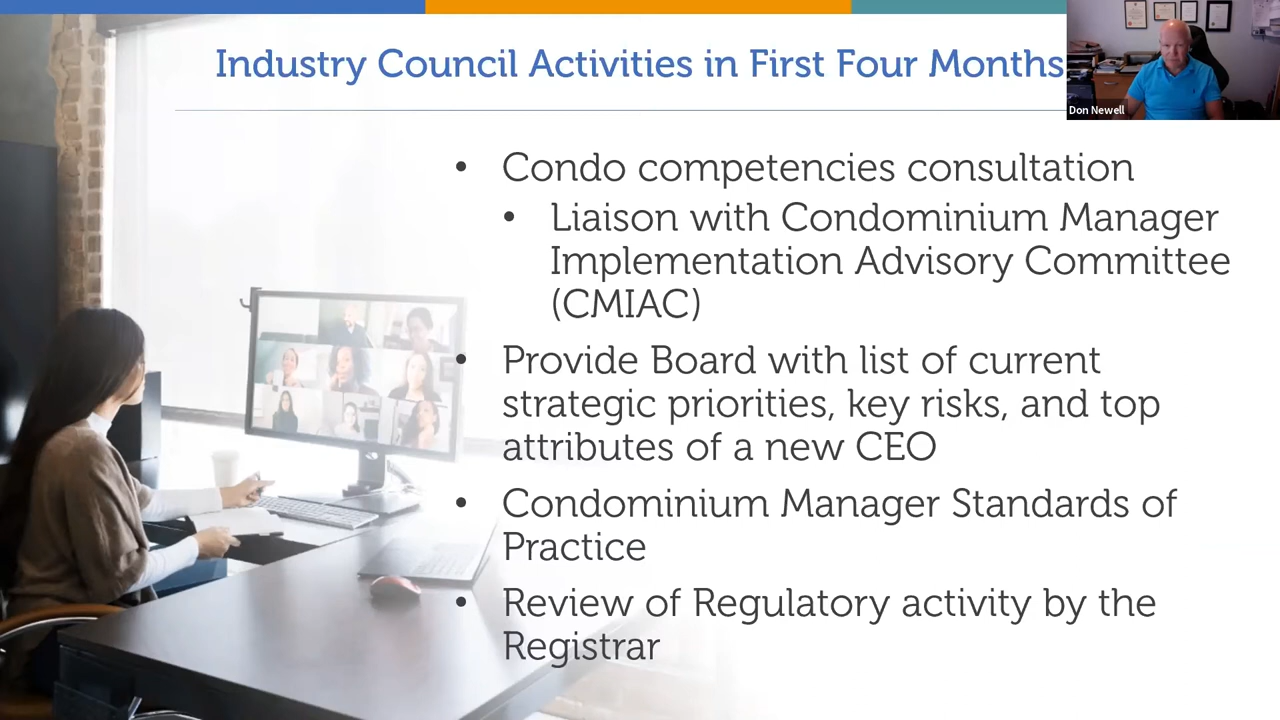 Industry Council Activities in First Four Months
Don Newell
• Condo competencies consultation
• Liaison with Condominium Manager
Implementation Advisory Committee
(CMIAC)
• Provide Board with list of current
strategic priorities, key risks, and top
attributes of a new CEO
• Condominium Manager Standards of
Practice
• Review of Regulatory activity by the
Registrar